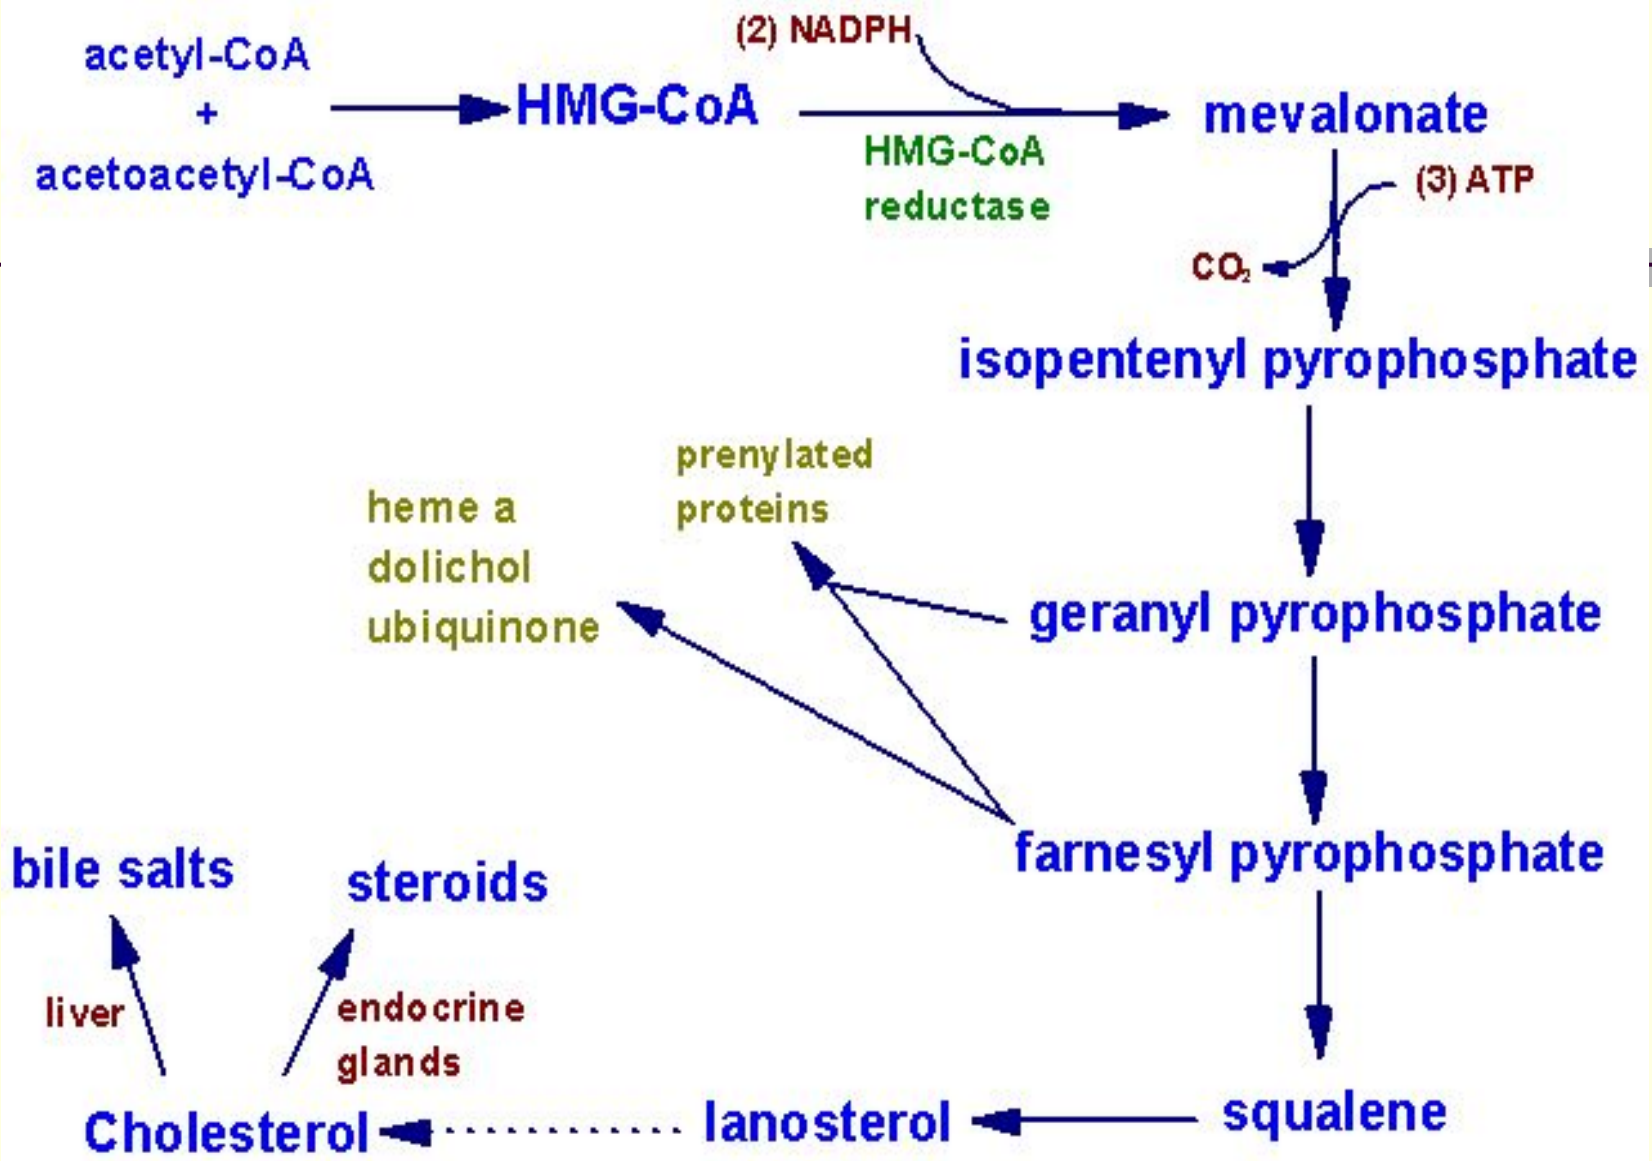 acetyl-CoA
+
acetoacetyl-CoA
HMG-CoA
(2) NADPH
HMG-CoA
reductase
mevalonate
(3) ATP
CO₂
isopentenyl pyrophosphate
prenylated
proteins
heme a
dolichol
ubiquinone
geranyl pyrophosphate
farnesyl pyrophosphate
bile salts
steroids
liver
endocrine
glands
Cholesterol
lanosterol
squalene